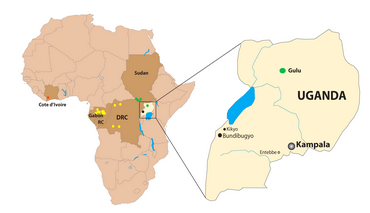 Sudan
Cote d'Ivoire
Gabon
RC
DRC
Gulu
UGANDA
Kikyo
Bundibugyo
Kampala
Entebbe